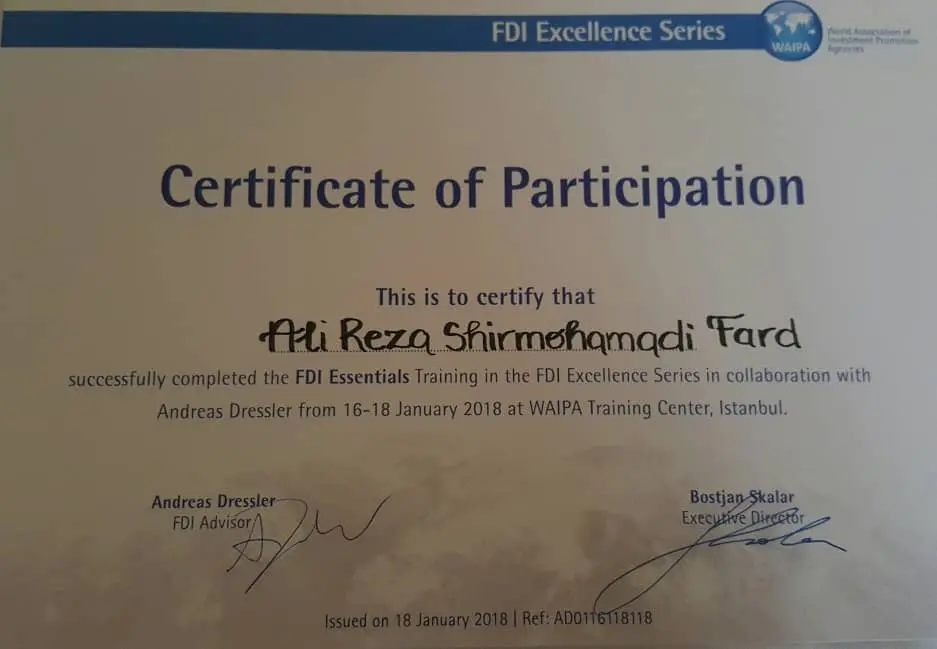 FDI Excellence Series
WAIPA
World Association of
Investment Promotion
Agencies
Certificate of Participation
This is to certify that
Ali Reza Shirmohamadi Fard
successfully completed the FDI Essentials Training in the FDI Excellence Series in collaboration with
Andreas Dressler from 16-18 January 2018 at WAIPA Training Center, Istanbul.
Andreas Dressler
FDI Advisor
Bostjan Skalar
Executive Director
Issued on 18 January 2018 | Ref: AD0116118118